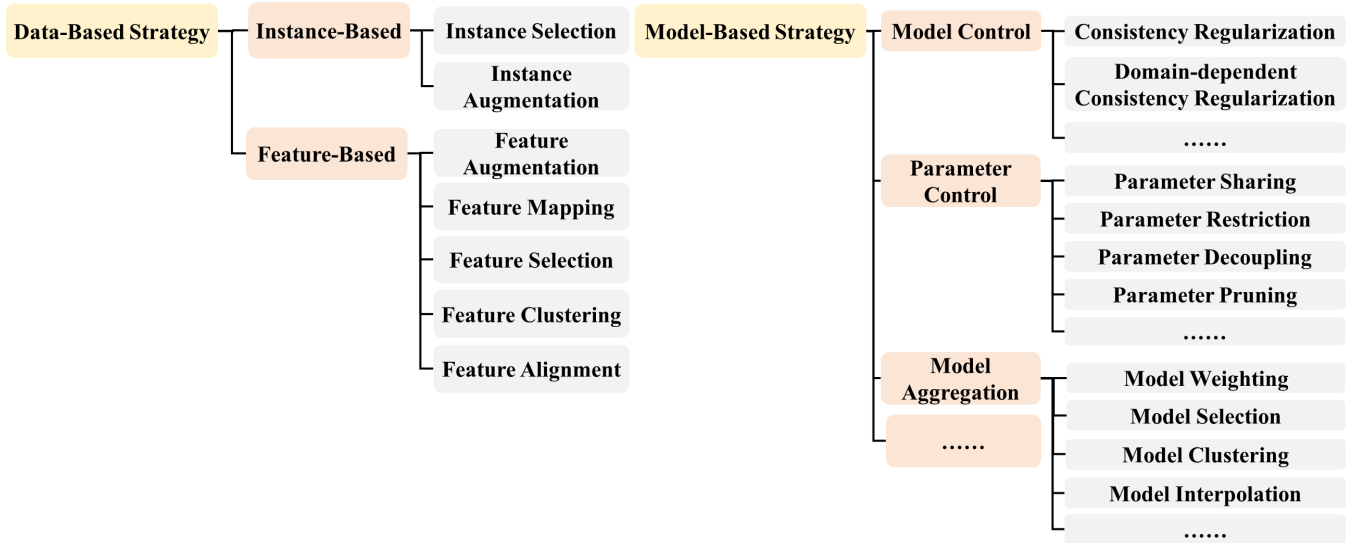 Data-Based Strategy
Instance-Based
Instance Selection
Instance
Augmentation
Feature-Based
Feature
Augmentation
Feature Mapping
Feature Selection
Feature Clustering
Feature Alignment
Model-Based Strategy
Model Control
Consistency Regularization
Domain-dependent
Consistency Regularization
......
Parameter
Control
Parameter Sharing
Parameter Restriction
Parameter Decoupling
Parameter Pruning
......
Model
Aggregation
Model Weighting
Model Selection
Model Clustering
Model Interpolation
......
......